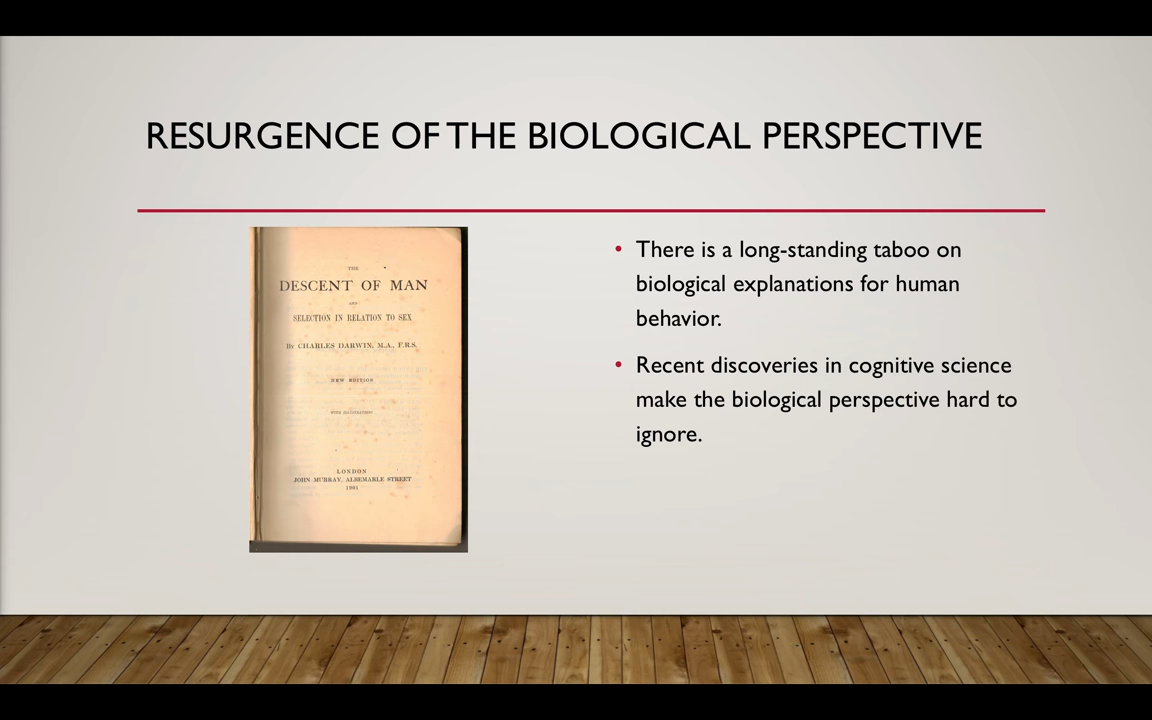 RESURGENCE OF THE BIOLOGICAL PERSPECTIVE
THE
DESCENT OF MAN
AND
SELECTION IN RELATION TO SEX
BY CHARLES DARWIN, M.A., F.R.S.
NEW EDITION
WITH ILLUSTRATIONS
LONDON
JOHN MURRAY, ALBEMARLE STREET
1901
• There is a long-standing taboo on
biological explanations for human
behavior.
• Recent discoveries in cognitive science
make the biological perspective hard to
ignore.